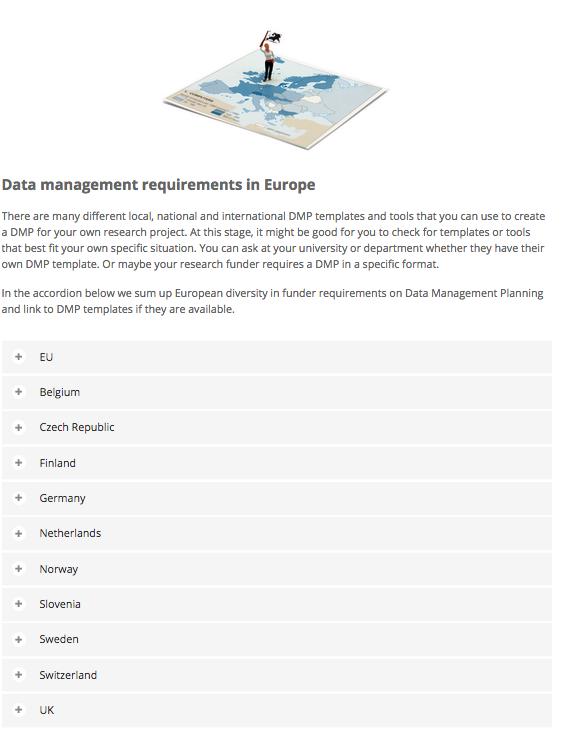 Data management requirements in Europe
There are many different local, national and international DMP templates and tools that you can use to create
a DMP for your own research project. At this stage, it might be good for you to check for templates or tools
that best fit your own specific situation. You can ask at your university or department whether they have their
own DMP template. Or maybe your research funder requires a DMP in a specific format.
In the accordion below we sum up European diversity in funder requirements on Data Management Planning
and link to DMP templates if they are available.
+ EU
+ Belgium
+ Czech Republic
+ Finland
+ Germany
+ Netherlands
+ Norway
+ Slovenia
+ Sweden
+ Switzerland
+ UK